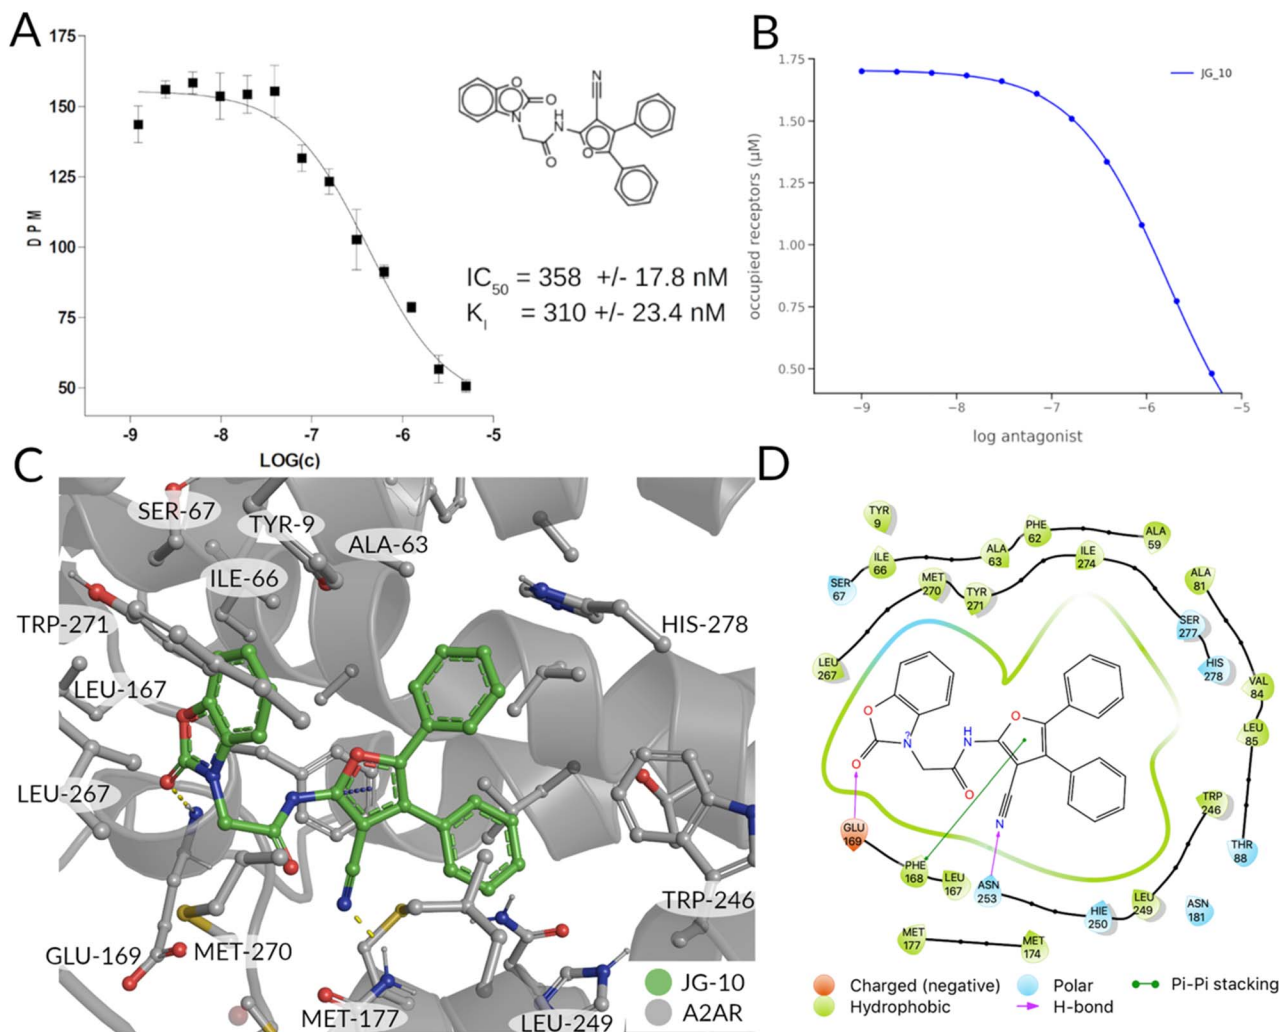 A
175
150
125
100
75
50
DPM
-9
-8
-7
-6
-5
LOG(c)
N
O
O
N
H
N
O
O
IC50 = 358 +/- 17.8 nM
KI = 310 +/- 23.4 nM
B
1.75
1.50
1.25
1.00
0.75
0.50
occupied receptors (μM)
−9
−8
−7
−6
−5
log antagonist
JG_10
C
SER-67
TYR-9
ALA-63
ILE-66
TRP-271
HIS-278
LEU-167
LEU-267
TRP-246
GLU-169
MET-270
MET-177
LEU-249
JG-10
A2AR
D
TYR
9
PHE
62
ALA
59
ILE
66
ALA
63
ILE
274
SER
67
MET
270
TYR
271
ALA
81
SER
277
HIS
278
LEU
267
VAL
84
LEU
85
O
N
?
O
NH
O
O
N
TRP
246
GLU
169
THR
88
PHE
168
LEU
167
ASN
253
HIE
250
LEU
249
ASN
181
MET
177
MET
174
Charged (negative)
Polar
Pi-Pi stacking
Hydrophobic
H-bond